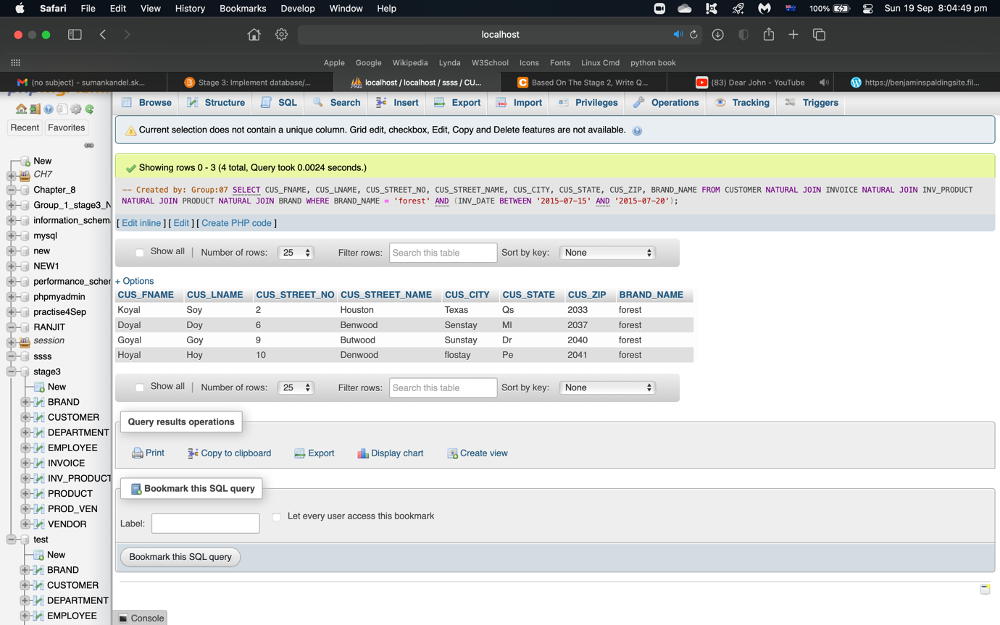 Safari File Edit View History Bookmarks Develop Window Help 100% Sun 19 Sep 8:04:49 pm
localhost
Apple Google Wikipedia Lynda W3School Icons Fonts Linux Cmd python book
(no subject) - sumankandel.sk... Stage 3: Implement database/... localhost / localhost / ssss / CU... Based On The Stage 2, Write Q... (83) Dear John - YouTube https://benjaminspaldingsite.fil...
Recent Favorites
New
CH7
Chapter_8
Group_1_stage3_N
information_schem
mysql
new
NEW1
performance_scher
phpmyadmin
practise4Sep
RANJIT
session
ssss
stage3
New
BRAND
CUSTOMER
DEPARTMENT
EMPLOYEE
INVOICE
INV_PRODUCT
PRODUCT
PROD_VEN
VENDOR
test
New
BRAND
CUSTOMER
DEPARTMENT
EMPLOYEE
Browse Structure SQL Search Insert Export Import Privileges Operations Tracking Triggers
Current selection does not contain a unique column. Grid edit, checkbox, Edit, Copy and Delete features are not available.
Showing rows 0 - 3 (4 total, Query took 0.0024 seconds.)
-- Created by: Group:07 SELECT CUS_FNAME, CUS_LNAME, CUS_STREET_NO, CUS_STREET_NAME, CUS_CITY, CUS_STATE, CUS_ZIP, BRAND_NAME FROM CUSTOMER NATURAL JOIN INVOICE NATURAL JOIN INV_PRODUCT
NATURAL JOIN PRODUCT NATURAL JOIN BRAND WHERE BRAND_NAME = 'forest' AND (INV_DATE BETWEEN '2015-07-15' AND '2015-07-20');
[ Edit inline ] [ Edit ] [ Create PHP code ]
Show all | Number of rows: 25 Filter rows: Search this table Sort by key: None
+ Options
CUS_FNAME CUS_LNAME CUS_STREET_NO CUS_STREET_NAME CUS_CITY CUS_STATE CUS_ZIP BRAND_NAME
Koyal Soy 2 Houston Texas Qs 2033 forest
Doyal Doy 6 Benwood Senstay Ml 2037 forest
Goyal Goy 9 Butwood Sunstay Dr 2040 forest
Hoyal Hoy 10 Denwood flostay Pe 2041 forest
Show all | Number of rows: 25 Filter rows: Search this table Sort by key: None
Query results operations
Print Copy to clipboard Export Display chart Create view
Bookmark this SQL query
Label: Let every user access this bookmark
Bookmark this SQL query
Console